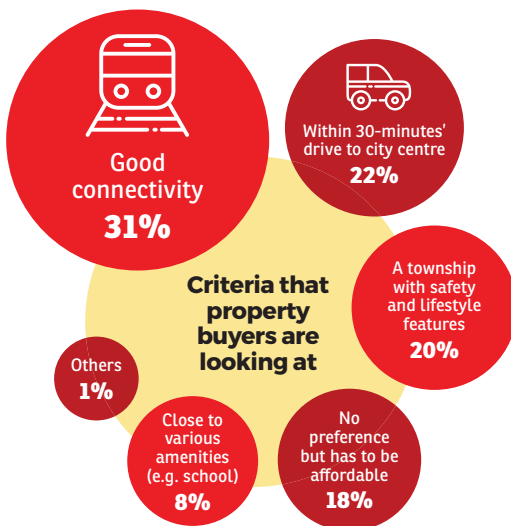 Good
connectivity
31%
Within 30-minutes'
drive to city centre
22%
Criteria that
property
buyers are
looking at
A township
with safety
and lifestyle
features
20%
Others
1%
Close to
various
amenities
(e.g. school)
8%
No
preference
but has to be
affordable
18%